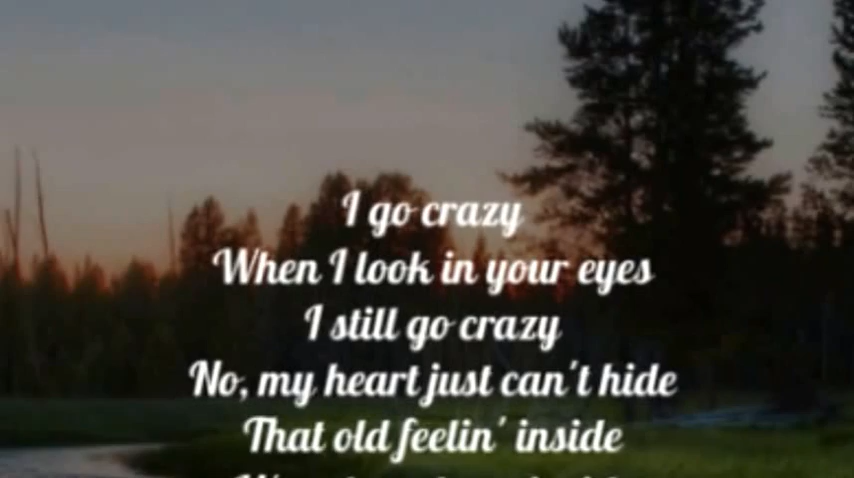 I go crazy
When I look in your eyes
I still go crazy
No, my heart just can't hide
That old feelin' inside